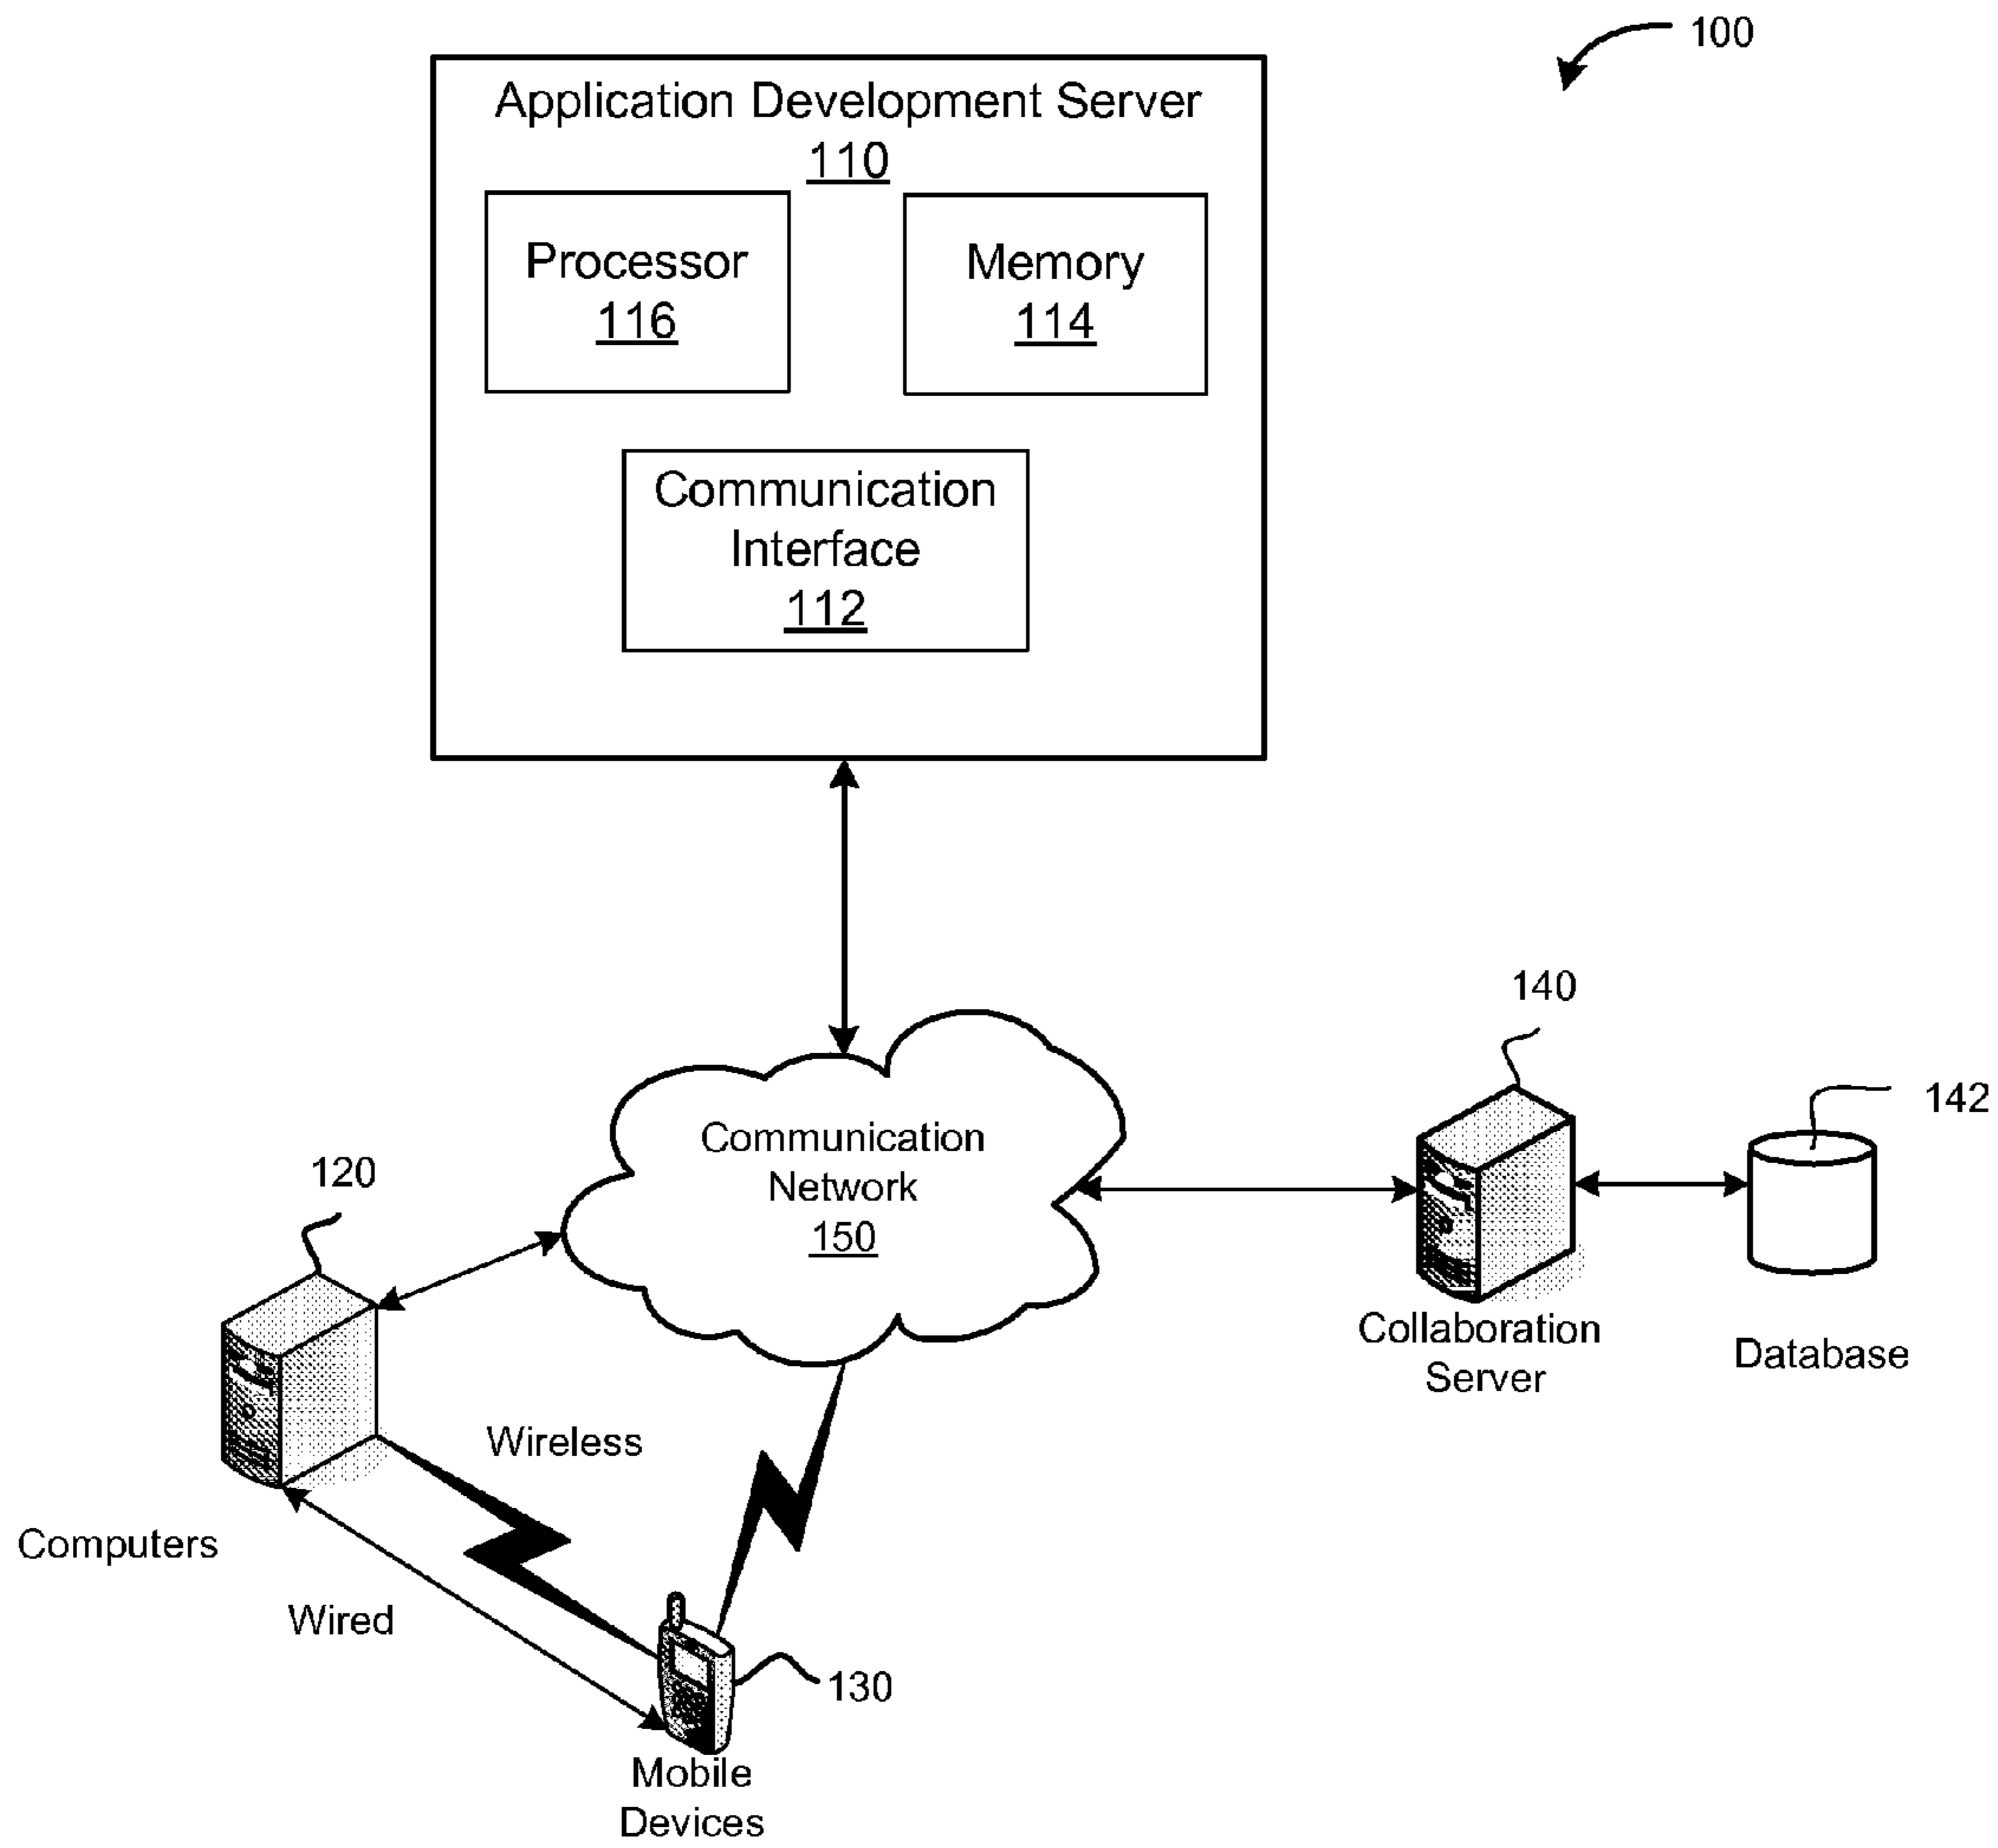 100
Application Development Server
110
Processor
116
Memory
114
Communication
Interface
112
140
142
Communication
Network
150
120
Collaboration
Server
Database
Wireless
Computers
Wired
130
Mobile
Devices